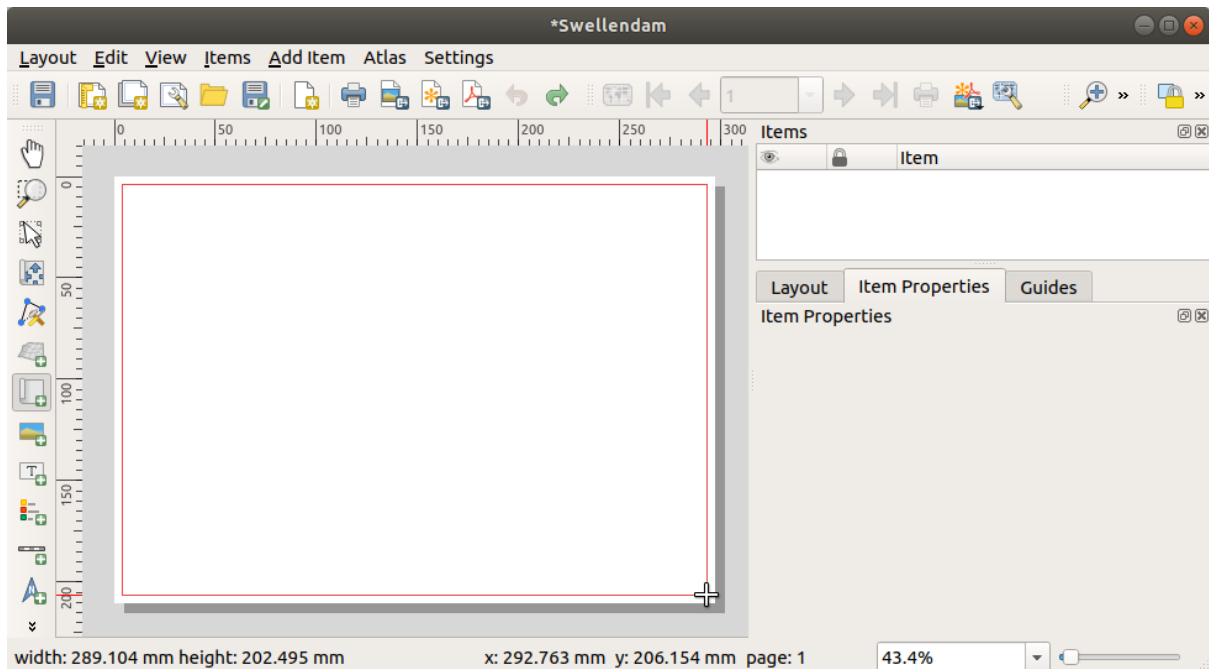 *Swellendam
Layout Edit View Items Add Item Atlas Settings
1
0 50 100 150 200 250 300
Items
Item
0
50
100
150
200
Layout Item Properties Guides
Item Properties
T
N
width: 289.104 mm height: 202.495 mm x: 292.763 mm y: 206.154 mm page: 1 43.4%